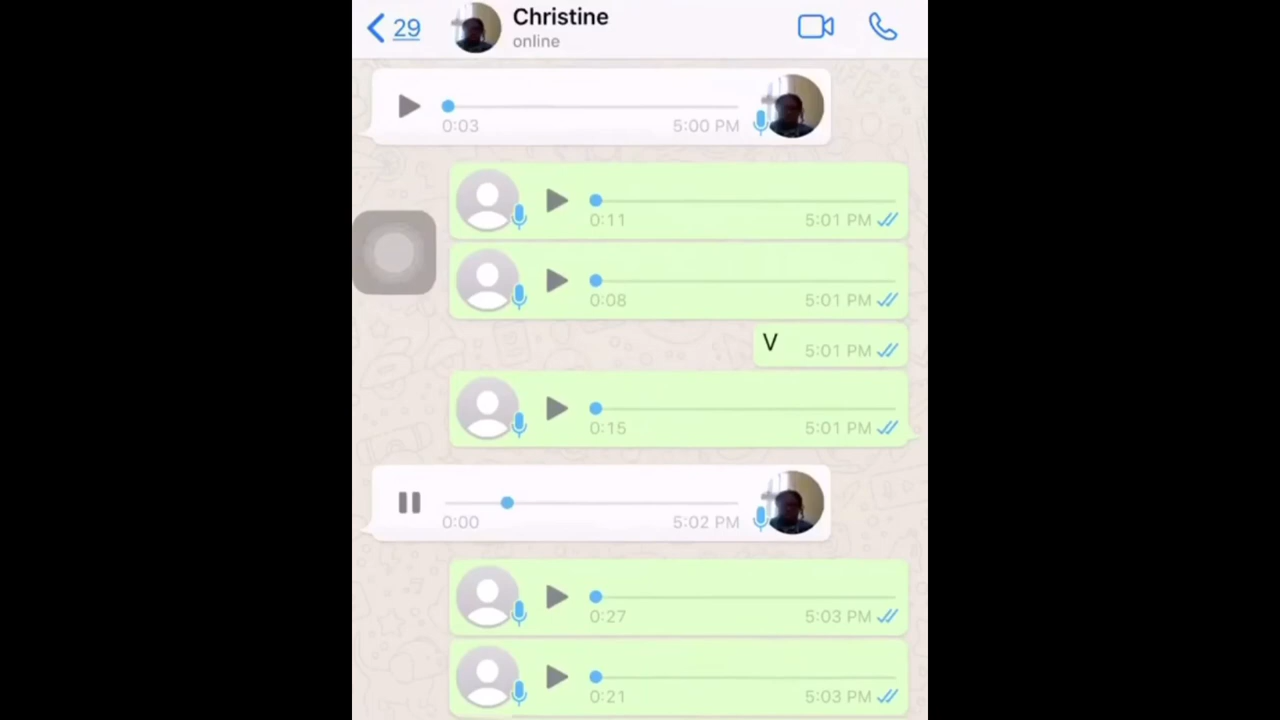 29
Christine
online
0:03 5:00 PM
0:11 5:01 PM
0:08 5:01 PM
V 5:01 PM
0:15 5:01 PM
0:00 5:02 PM
0:27 5:03 PM
0:21 5:03 PM